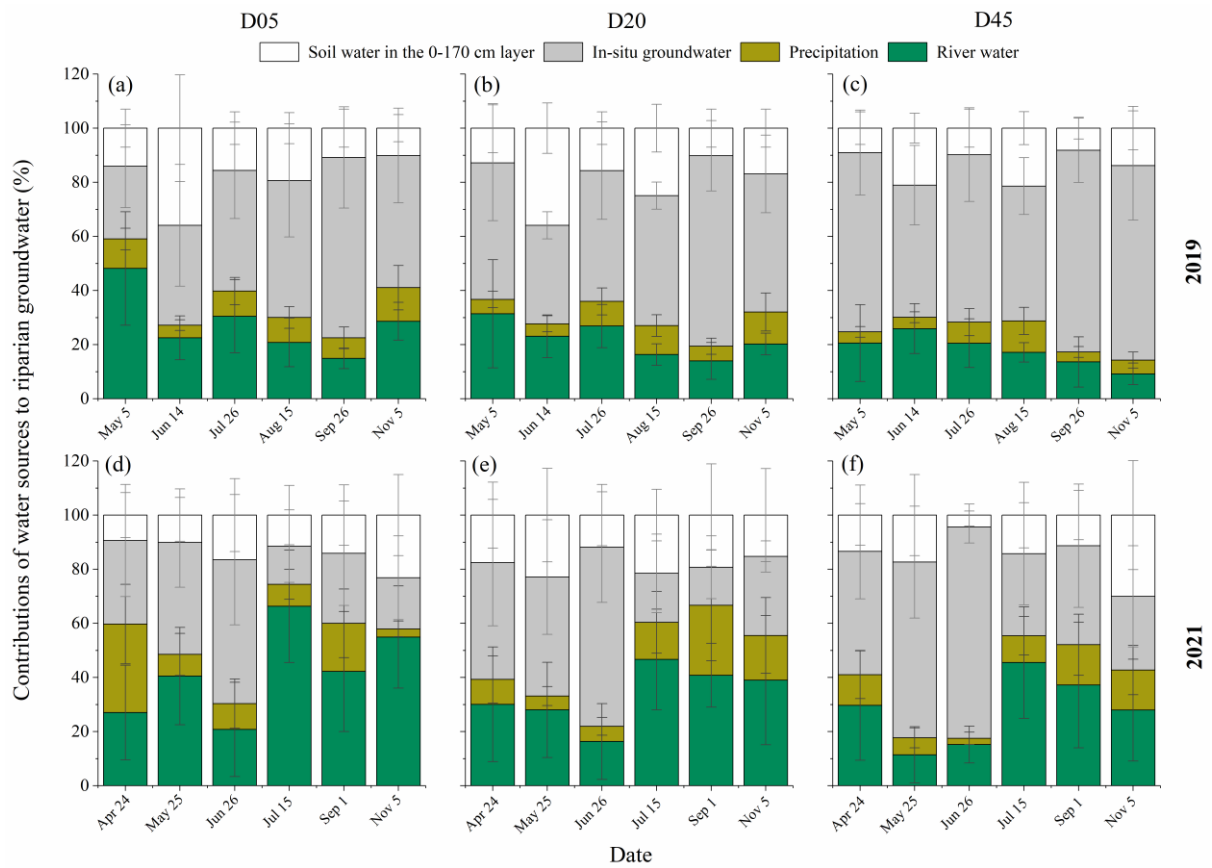 D05 D20 D45
Soil water in the 0-170 cm layer In-situ groundwater Precipitation River water
Contributions of water sources to riparian groundwater (%)
(a) (b) (c)
120
100
80
60
40
20
0
May 5 Jun 14 Jul 26 Aug 15 Sep 26 Nov 5 May 5 Jun 14 Jul 26 Aug 15 Sep 26 Nov 5 May 5 Jun 14 Jul 26 Aug 15 Sep 26 Nov 5
2019
(d) (e) (f)
120
100
80
60
40
20
0
Apr 24 May 25 Jun 26 Jul 15 Sep 1 Nov 5 Apr 24 May 25 Jun 26 Jul 15 Sep 1 Nov 5 Apr 24 May 25 Jun 26 Jul 15 Sep 1 Nov 5
2021
Date